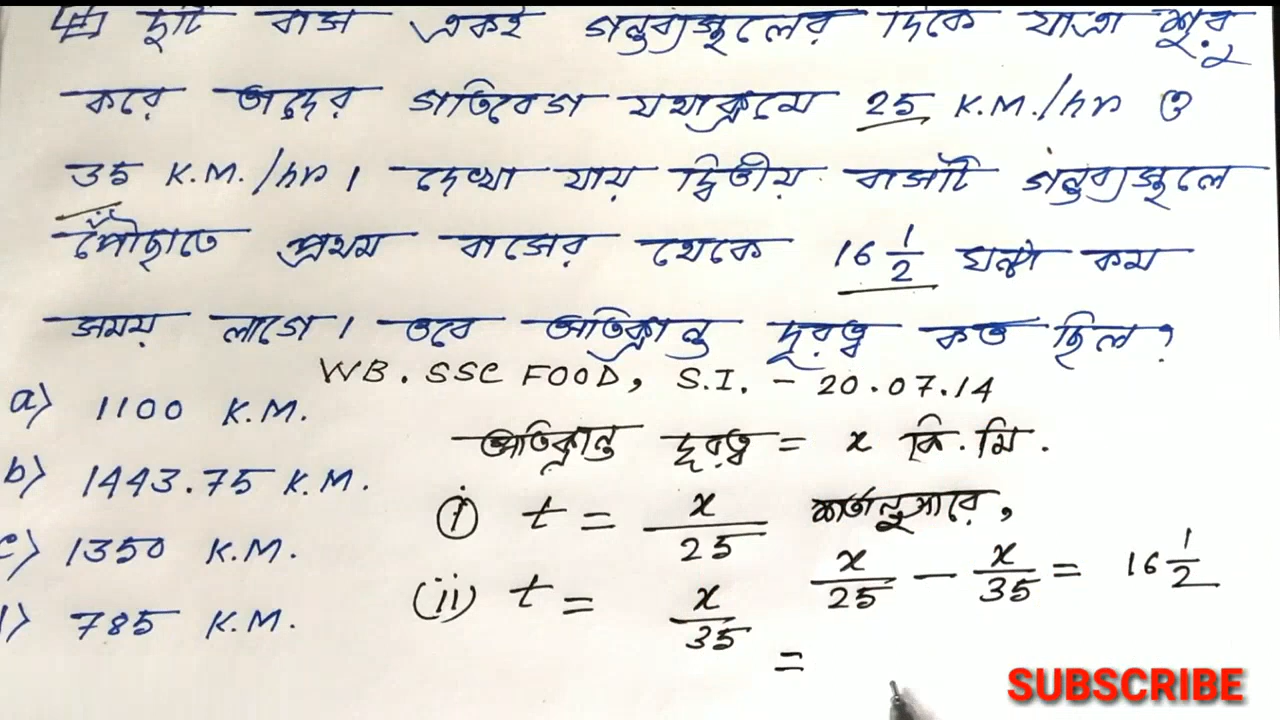 দুটি বাস একই গন্তব্যস্থলের দিকে যাত্রা শুরু
করে তাদের গতিবেগ যথাক্রমে 25 K.M./hr ও
35 K.M./hr। দেখা যায় দ্বিতীয় বাসটি গন্তব্যস্থলে
পৌঁছাতে প্রথম বাসের থেকে 16 1/2 ঘন্টা কম
সময় লাগে। তবে অতিক্রান্ত দূরত্ব কত ছিল?
WB. SSC FOOD, S.I. - 20.07.14
a) 1100 K.M.
b) 1443.75 K.M.
c) 1350 K.M.
d) 785 K.M.
অতিক্রান্ত দূরত্ব = x কি.মি.
(i) t = x/25
(ii) t = x/35
শর্তানুসারে,
x/25 - x/35 = 16 1/2
=
SUBSCRIBE